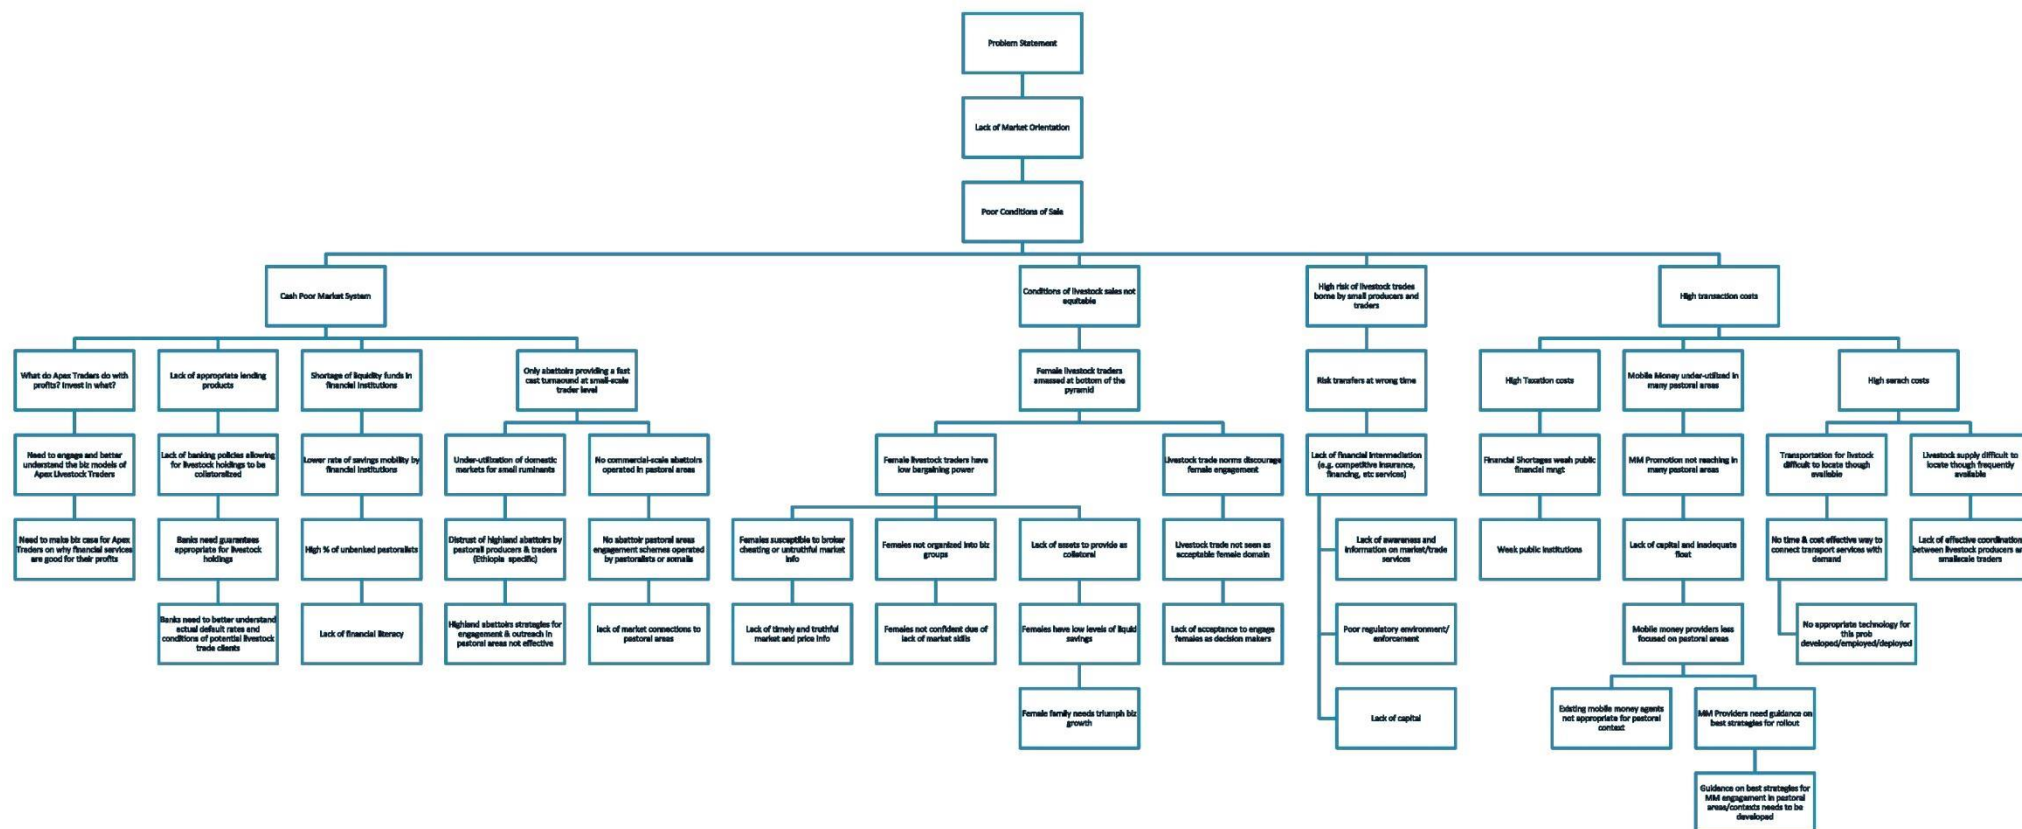 Problem Statement
Lack of Market Orientation
Poor Conditions of Sale
Cash Poor Market System
Conditions of livestock sales not
equitable
High risk of livestock trades
borne by small producers and
traders
High transaction costs
What do Apex Traders do with
profits? Invest in what?
Lack of appropriate lending
products
Shortage of liquidity funds in
financial institutions
Only abattoirs providing a fast
cast turnaround at small-scale
trader level
Female livestock traders
amassed at bottom of the
pyramid
Risk transfers at wrong time
High Taxation costs
Mobile Money under-utilized in
many pastoral areas
High serach costs
Need to engage and better
understand the biz models of
Apex Livestock Traders
Lack of banking policies allowing
for livestock holdings to be
collatoralized
Lower rate of savings mobility by
financial institutions
Under-utilization of domestic
markets for small ruminants
No commercial-scale abattoirs
operated in pastoral areas
Female livestock traders have
low bargaining power
Livestock trade norms discourage
female engagement
Lack of financial intermediation
(e.g. competitive insurance,
financing, etc services)
Financial Shortages weah public
financial mngt
MM Promotion not reaching in
many pastoral areas
Transportation for livstock
difficult to locate though
available
Livestock supply difficult to
locate though frequently
available
Need to make biz case for Apex
Traders on why financial services
are good for their profits
Banks need guarantees
appropriate for livestock
holdings
High % of unbenked pastoralists
Distrust of highland abattoirs by
pastorall producers & traders
(Ethiopia specific)
No abattoir pastoral areas
engagement schemes operated
by pastoralists or somalis
Females susceptible to broker
cheating or untruthful market
info
Females not organized into biz
groups
Lack of assets to provide as
collateral
Livestock trade not seen as
acceptable female domain
Lack of awareness and
information on market/trade
services
Week public institutions
Lack of capital and inadequate
float
No time & cost effective way to
connect transport services with
demand
Lack of effective coordination
between livestock producers an
smallscale traders
Banks need to better understand
actual default rates and
conditions of potential livestock
trade clients
Lack of financial literacy
Highland abattoirs strategies for
engagement & outreach in
pastoral areas not effective
lack of market connections to
pastoral areas
Lack of timely and truthful
market and price info
Females not confident due of
lack of market skills
Females have low levels of liquid
savings
Lack of acceptance to engage
females as decision makers
Poor regulatory environment/
enforcement
Mobile money providers less
focused on pastoral areas
No appropriate technology for
this prob
developed/employed/deployed
Female family needs triumph biz
growth
Lack of capital
Existing mobile money agents
not appropriate for pastoral
context
MM Providers need guidance on
best strategies for rollout
Guidance on best strategies for
MM engagement in pastoral
areas/contexts needs to be
developed